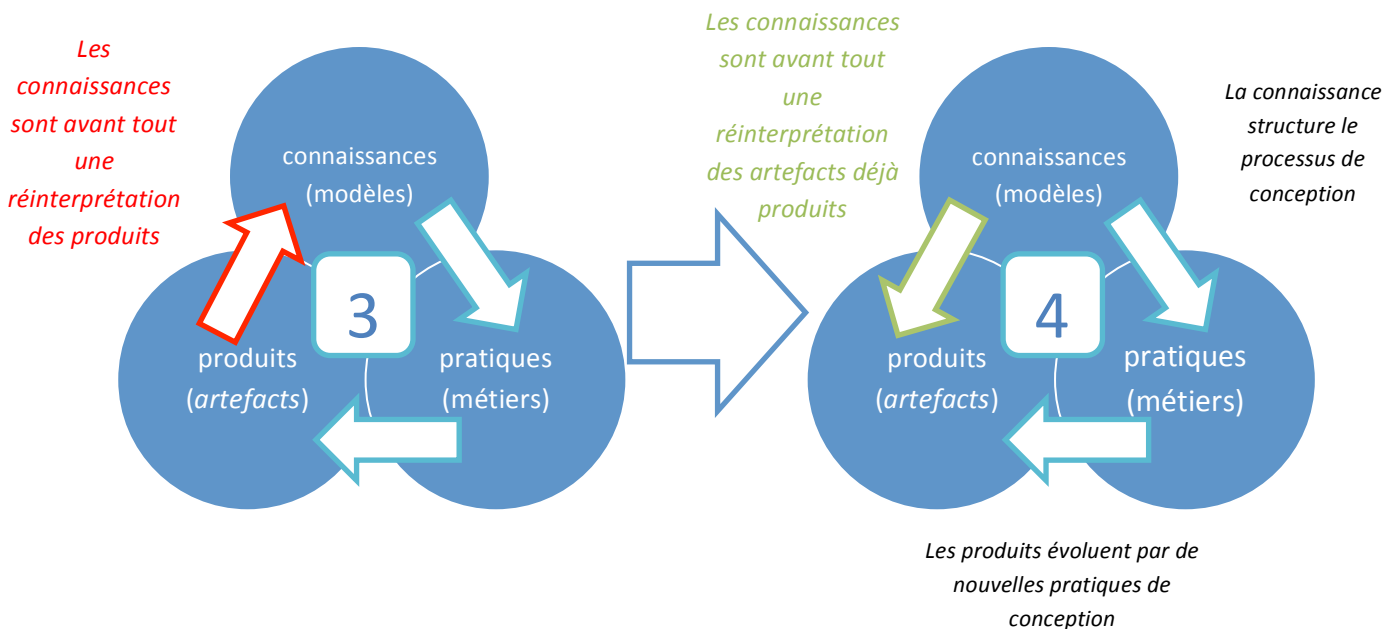 Les
connaissances
sont avant tout
une
réinterprétation
des produits
connaissances
(modèles)
3
produits
(artefacts)
pratiques
(métiers)
Les connaissances
sont avant tout
une
réinterprétation
des artefacts déjà
produits
connaissances
(modèles)
La connaissance
structure le
processus de
conception
4
produits
(artefacts)
pratiques
(métiers)
Les produits évoluent par de
nouvelles pratiques de
conception